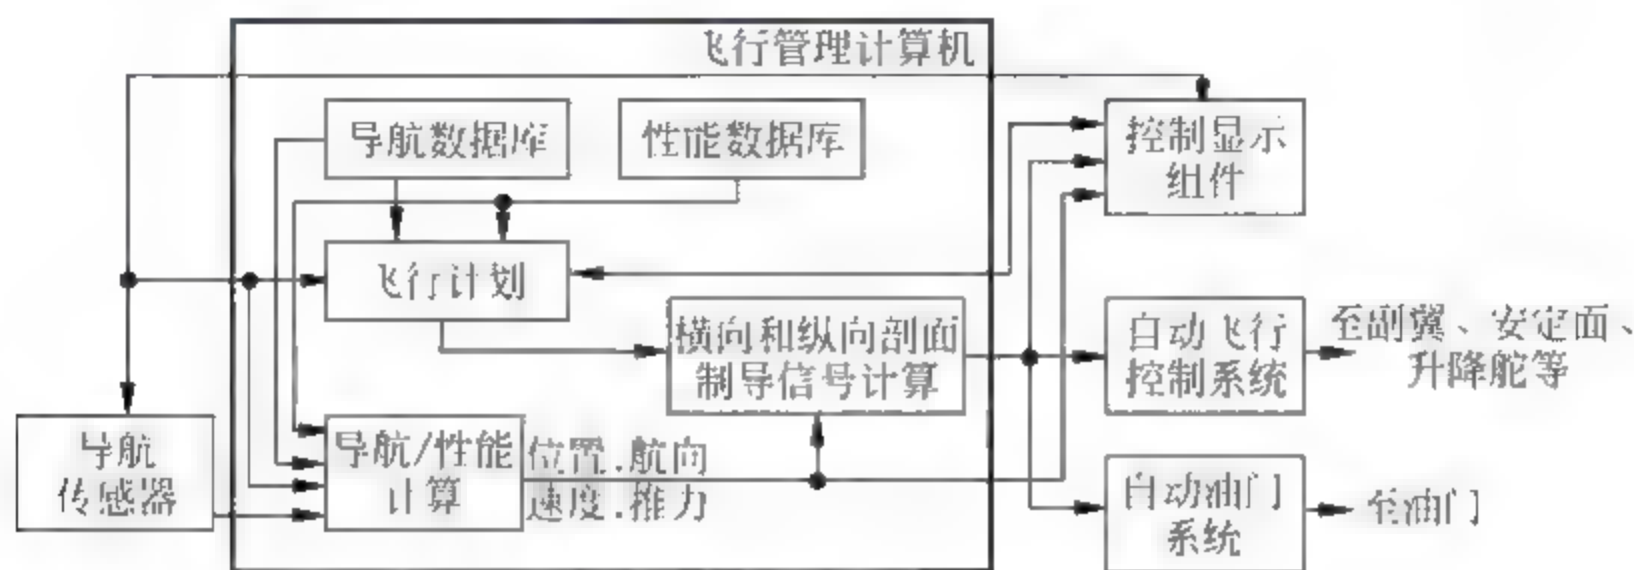 飞行管理计算机
导航数据库
性能数据库
控制显示
组件
飞行计划
横向和纵向剖面
制导信号计算
自动飞行
控制系统
至副翼、安定面、
升降舵等
导航
传感器
导航/性能
计算
位置.航向
速度.推力
自动油门
系统
至油门